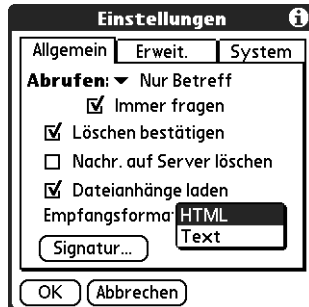 Einstellungen i
Allgemein Erweit. System
Abrufen: Nur Betreff
Immer fragen
Löschen bestätigen
Nachr. auf Server löschen
Dateianhänge laden
Empfangsforma HTML
Text
Signatur...
OK Abbrechen